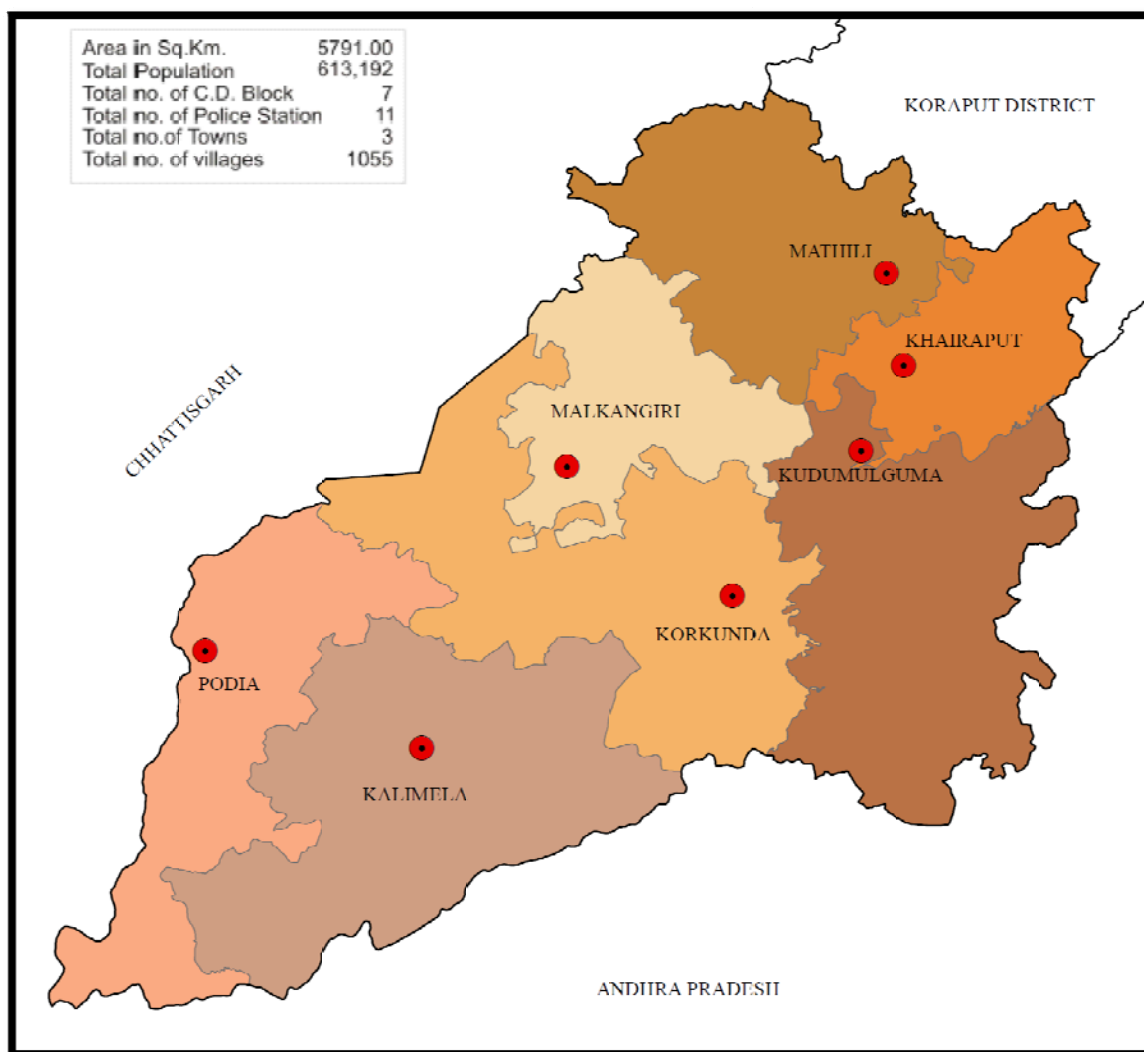 Area in Sq.Km. 5791.00
Total Population 613,192
Total no. of C.D. Block 7
Total no. of Police Station 11
Total no.of Towns 3
Total no. of villages 1055
KORAPUT DISTRICT
MATHILI
KHAIRAPUT
CHHATTISGARH
MALKANGIRI
KUDUMULGUMA
KORKUNDA
PODIA
KALIMELA
ANDHRA PRADESH